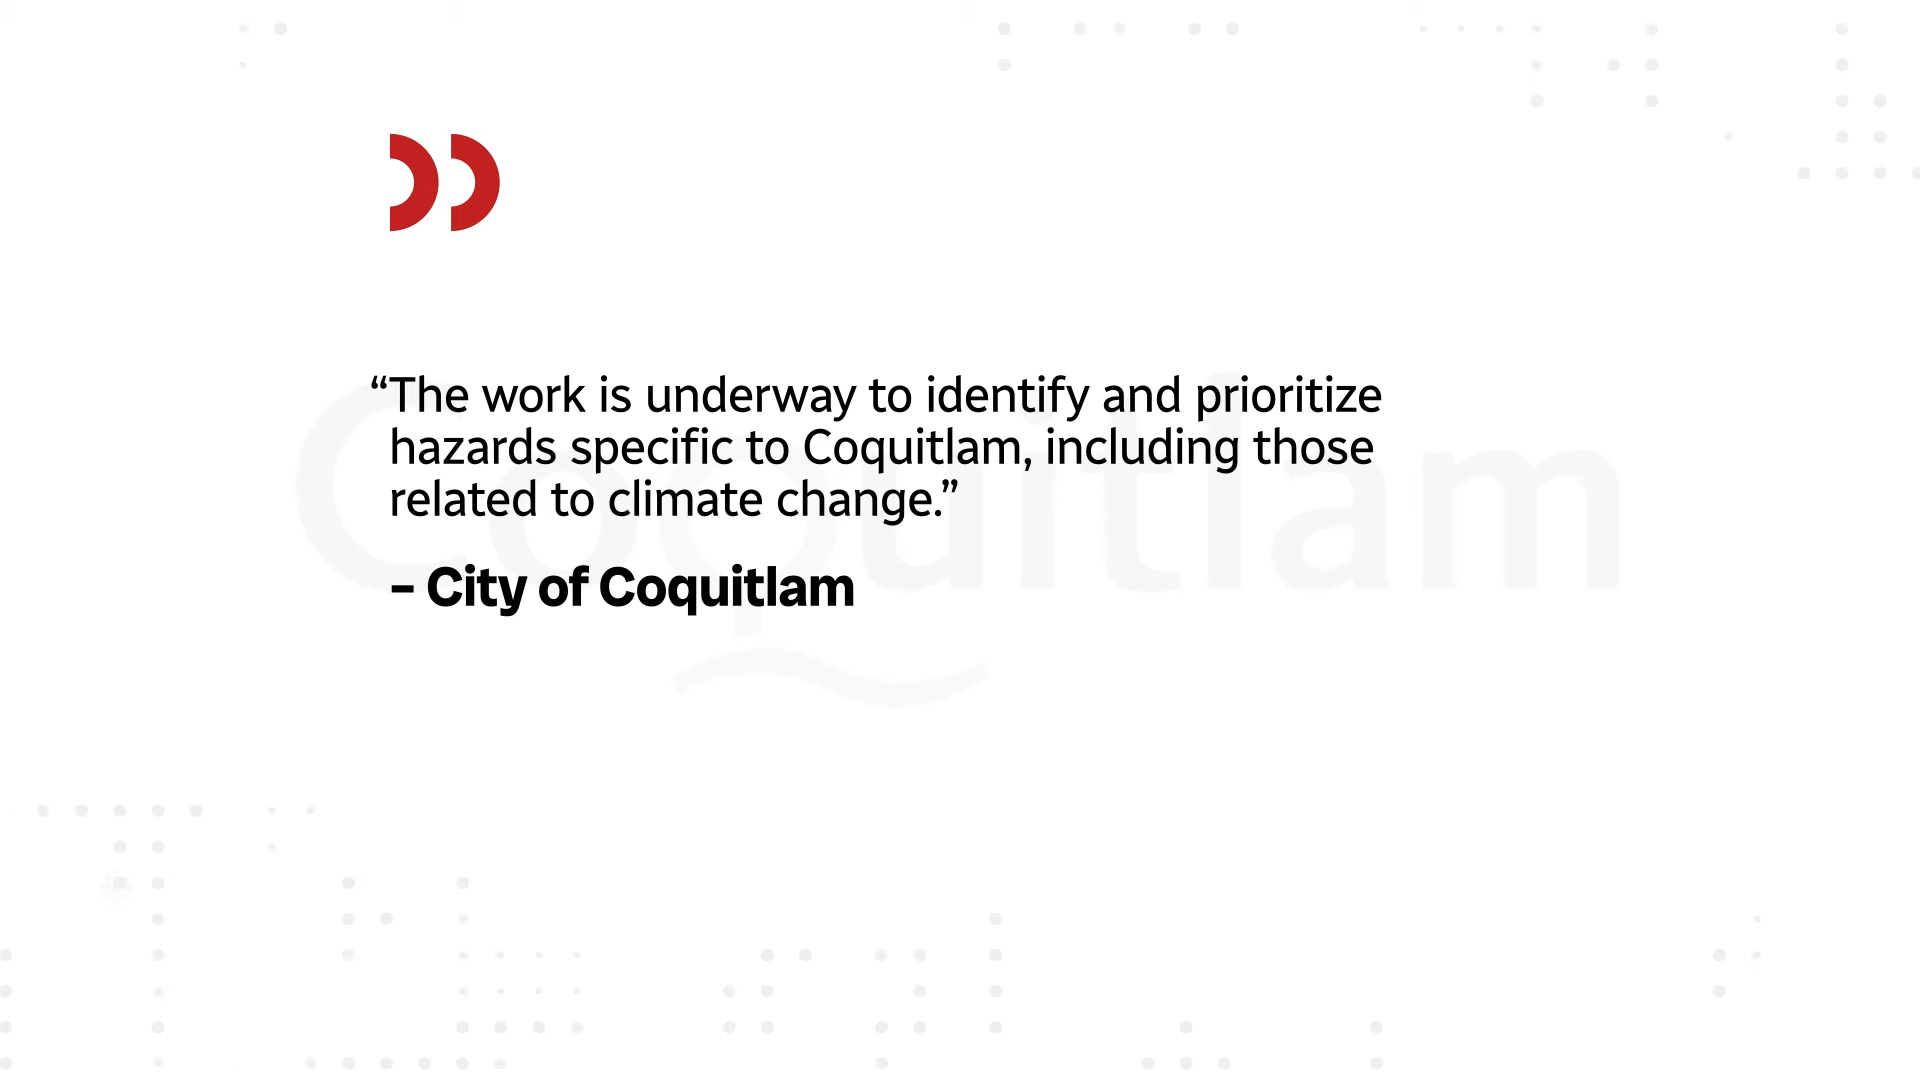 “The work is underway to identify and prioritize
hazards specific to Coquitlam, including those
related to climate change.”
– City of Coquitlam
Coquitlam